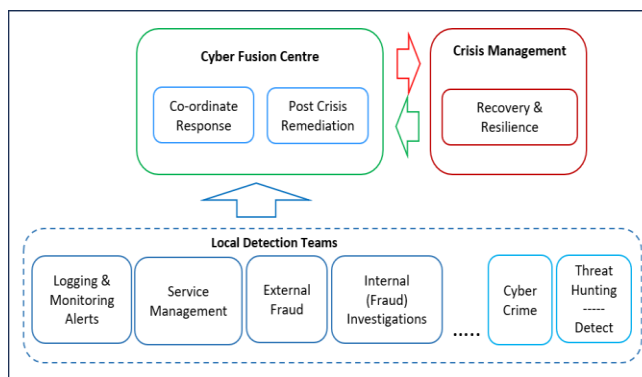 Cyber Fusion Centre
Crisis Management
Co-ordinate
Response
Post Crisis
Remediation
Recovery &
Resilience
Local Detection Teams
Logging &
Monitoring
Alerts
Service
Management
External
Fraud
Internal
(Fraud)
Investigations
.....
Cyber
Crime
Threat
Hunting
-----
Detect